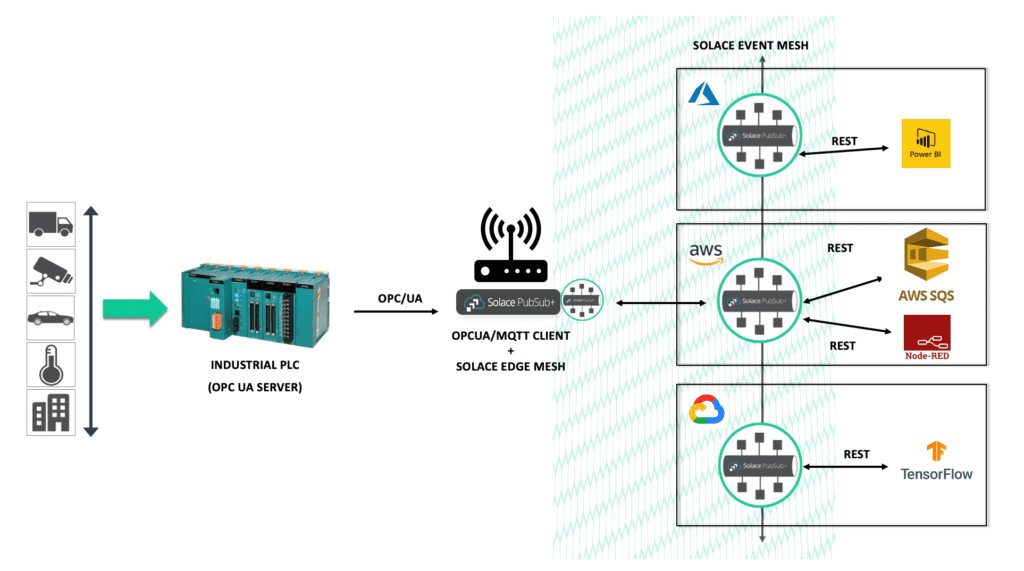 SOLACE EVENT MESH
Solace PubSub+
REST
Power BI
OPC/UA
INDUSTRIAL PLC
(OPC UA SERVER)
Solace PubSub+
OPCUA/MQTT CLIENT
+
SOLACE EDGE MESH
aws
Solace PubSub+
REST
AWS SQS
REST
Node-RED
Solace PubSub+
REST
TensorFlow